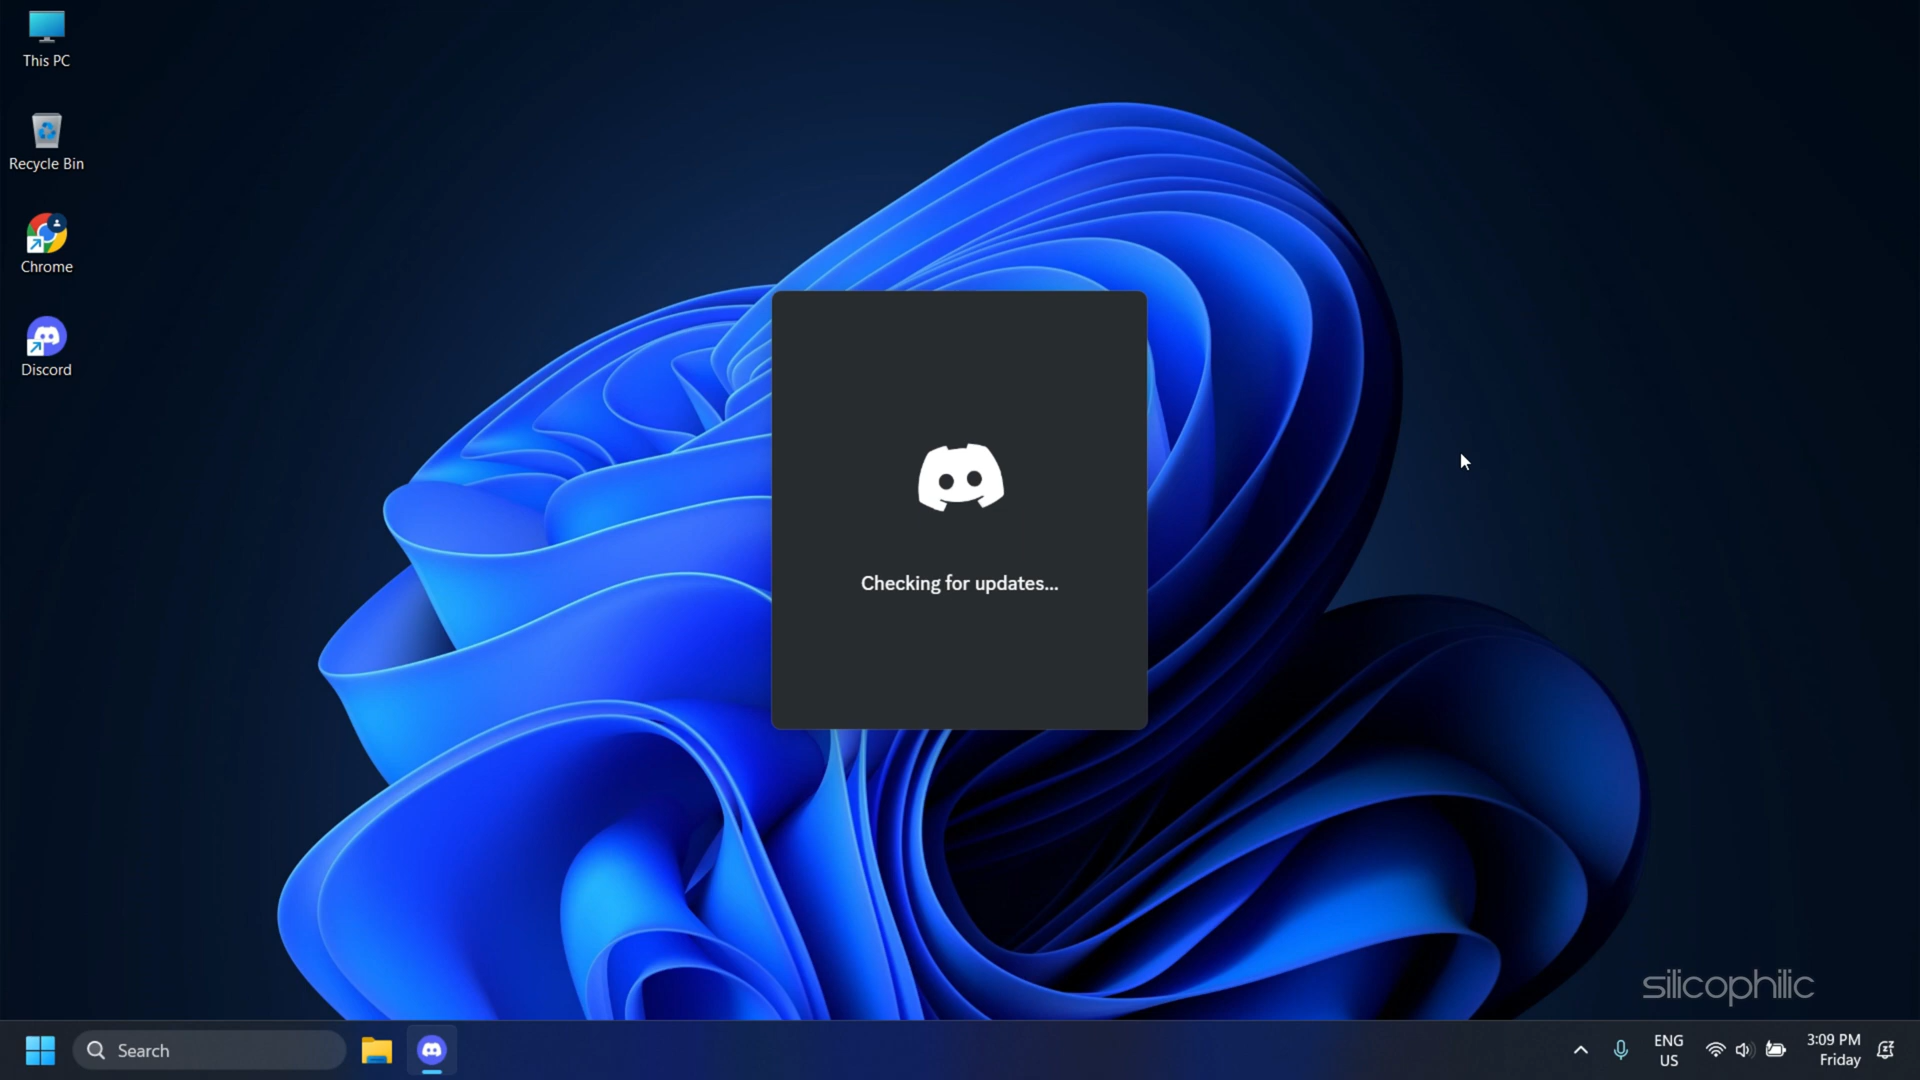 This PC
Recycle Bin
Chrome
Discord
Checking for updates...
silicophilic
Search
ENG
US
3:09 PM
Friday